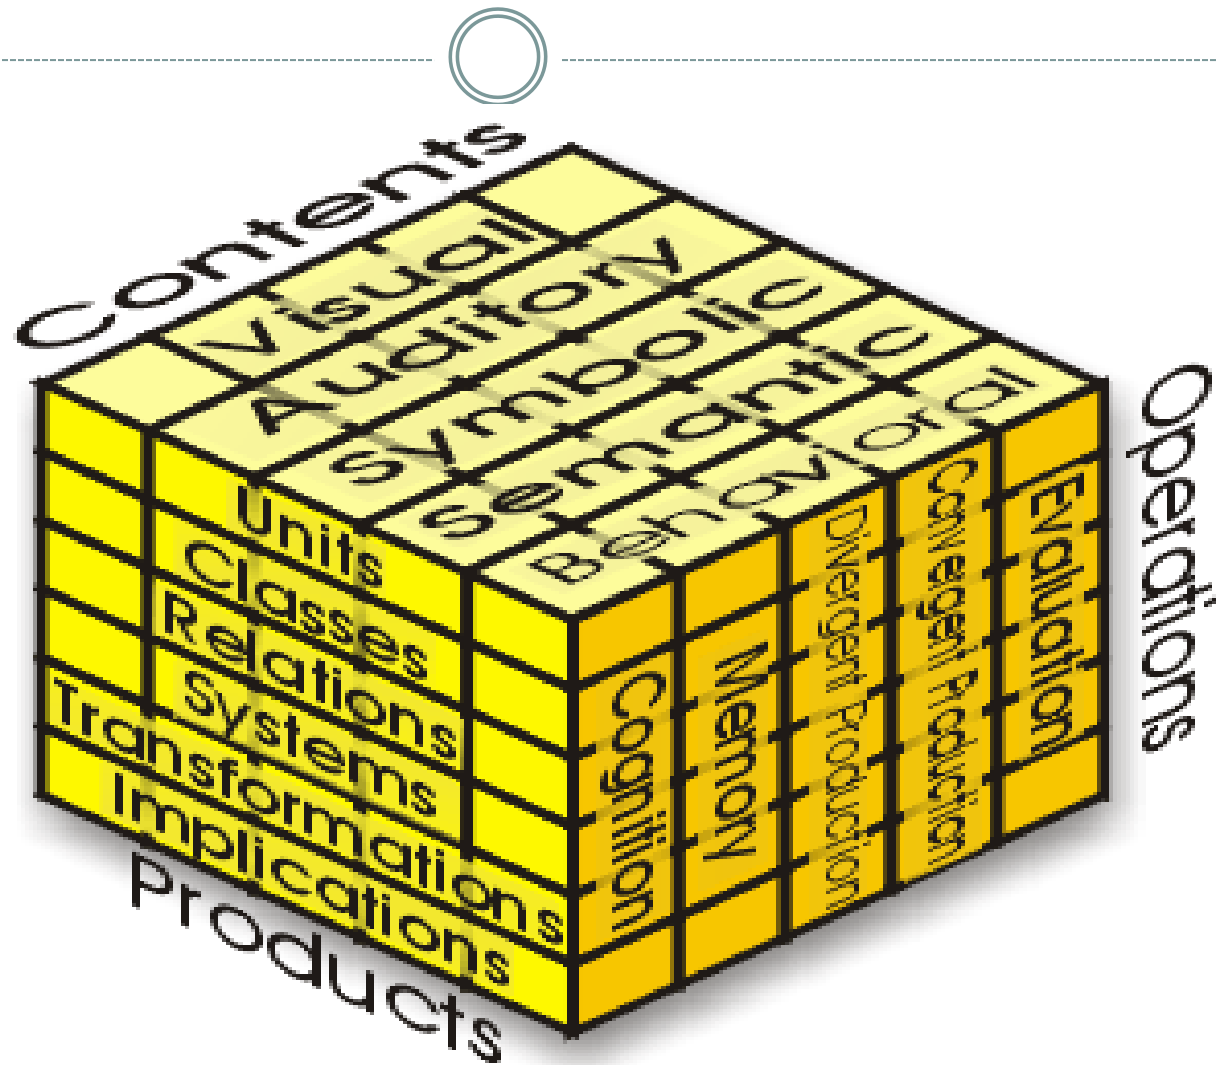 Contents
Visual
Auditory
Symbolic
Semantic
Behavioral
Products
Units
Classes
Relations
Systems
Transformations
Implications
Operations
Cognition
Memory
Divergent Production
Convergent Production
Evaluation